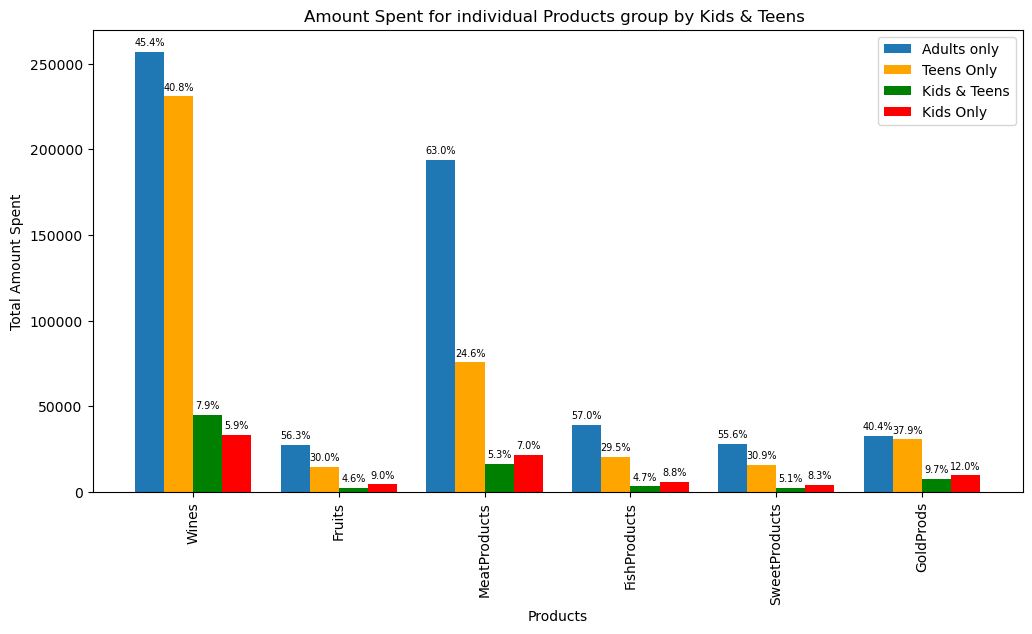 Amount Spent for individual Products group by Kids & Teens
Adults only
Teens Only
Kids & Teens
Kids Only
Total Amount Spent
250000
200000
150000
100000
50000
0
45.4%
40.8%
7.9%
5.9%
56.3%
30.0%
4.6%
9.0%
63.0%
24.6%
5.3%
7.0%
57.0%
29.5%
4.7%
8.8%
55.6%
30.9%
5.1%
8.3%
40.4%
37.9%
9.7%
12.0%
Wines
Fruits
MeatProducts
FishProducts
SweetProducts
GoldProds
Products